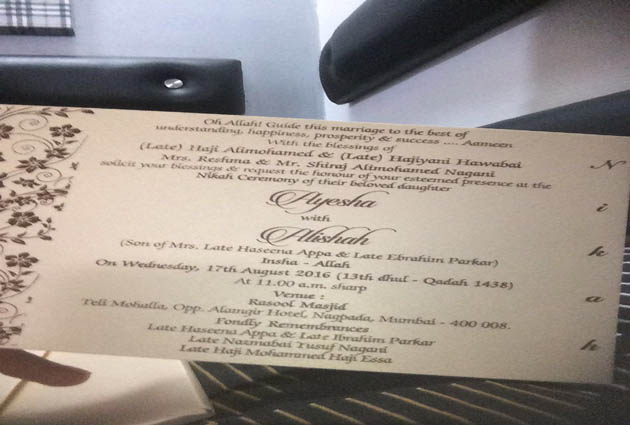 Oh Allah! Guide this marriage to the best of
understanding, happiness, prosperity & success .... Aameen
With the blessings of
(Late) Haji Alimohamed & (Late) Hajiyani Hawabai
Mrs. Reshma & Mr. Shiraj Alimohamed Nagani
solicit your blessings & request the honour of your esteemed presence at the
Nikah Ceremony of their beloved daughter
Ayesha
with
Alishah
(Son of Mrs. Late Haseena Appa & Late Ebrahim Parkar)
Insha - Allah
On Wednesday, 17th August 2016 (13th dhul - Qadah 1438)
At 11:00 a.m. sharp
Venue :
Rasool Masjid
Teli Mohalla, Opp. Alamgir Hotel, Nagpada, Mumbai - 400 008.
Fondly Remembrances
Late Haseena Appa & Late Ibrahim Parkar
Late Nazmabai Yusuf Nagani
Late Haji Mohammed Haji Essa
Nikah